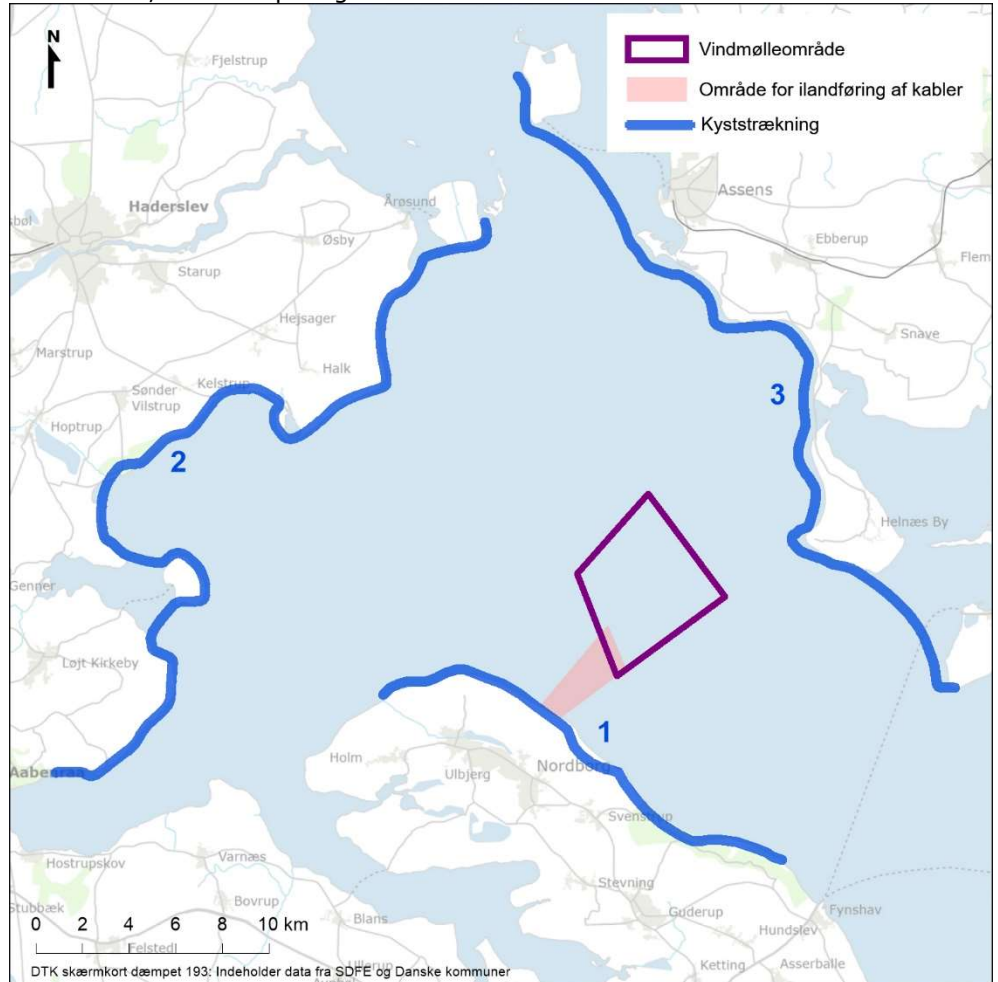 N
Vindmølleområde
Område for ilandføring af kabler
Kyststrækning
Fjelstrup
Haderslev
Årøsund
Assens
Øsby
Ebberup
Starup
Hejsager
Snave
Marstrup
Halk
Kelstrup
Sønder
Vilstrup
3
Hoptrup
2
Helnæs By
Genner
Løjt Kirkeby
1
Holm
Nordborg
Ulbjerg
Aabenraa
Svenstrup
Hostrupskov
Varnæs
Stevning
Bovrup
Guderup
Fynshav
Stubbæk
Blans
Hundslev
0 2 4 6 8 10 km
Felsted
Ketting
Asserballe
DTK skærmkort dæmpet 193: Indeholder data fra SDFE og Danske kommuner